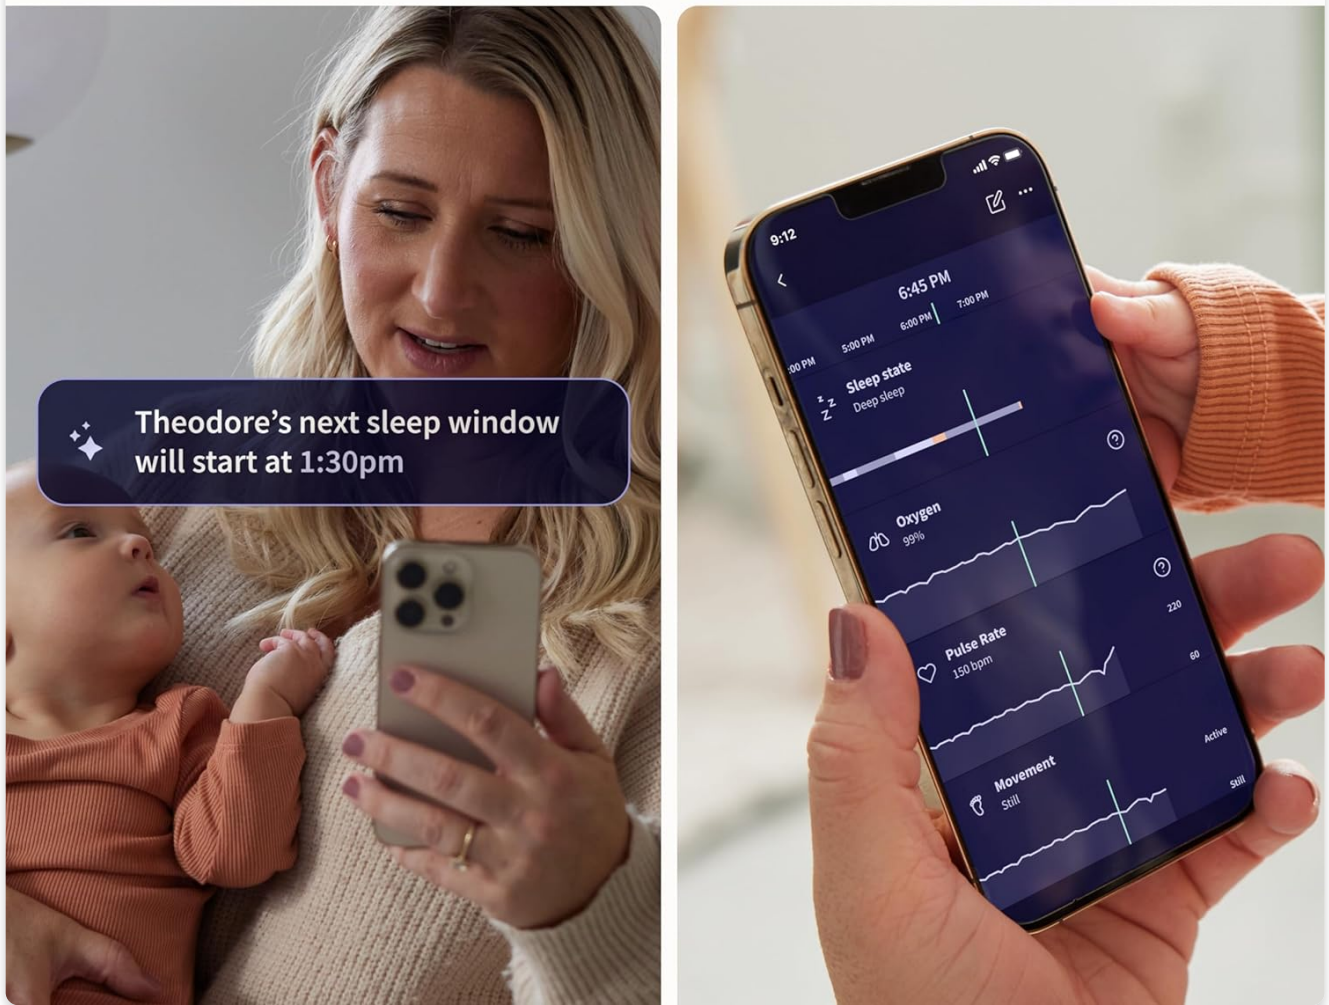 Theodore’s next sleep window
will start at 1:30pm
9:12
6:45 PM
:00 PM 5:00 PM 6:00 PM 7:00 PM
Sleep state
Deep sleep
Oxygen
99%
Pulse Rate
150 bpm
220
60
Movement
Still
Active
Still